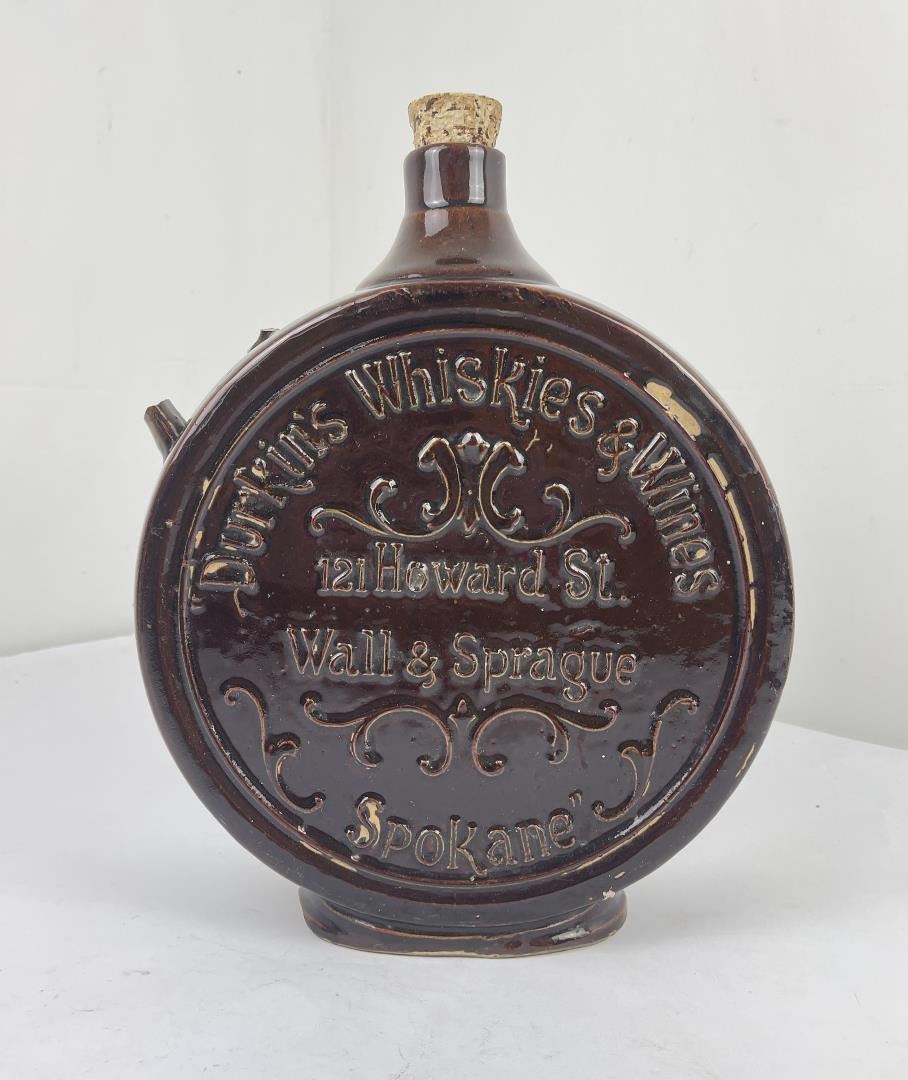 "Durkin's Whiskies & Wines
121 Howard St.
Wall & Sprague
Spokane"